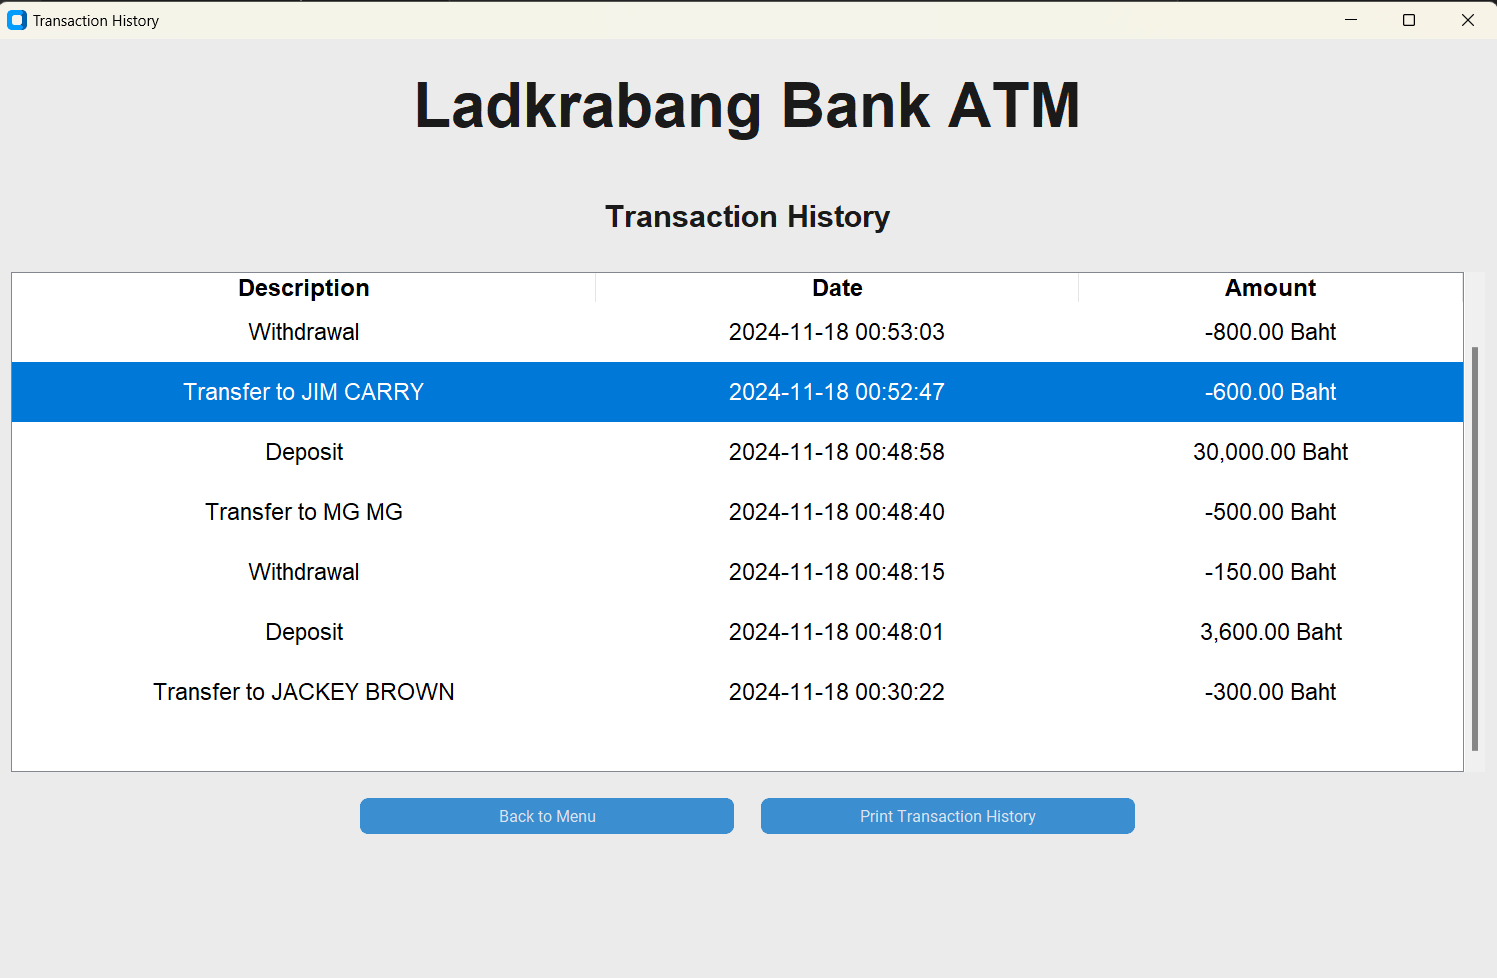 Transaction History
Ladkrabang Bank ATM
Transaction History
Description Date Amount
Withdrawal 2024-11-18 00:53:03 -800.00 Baht
Transfer to JIM CARRY 2024-11-18 00:52:47 -600.00 Baht
Deposit 2024-11-18 00:48:58 30,000.00 Baht
Transfer to MG MG 2024-11-18 00:48:40 -500.00 Baht
Withdrawal 2024-11-18 00:48:15 -150.00 Baht
Deposit 2024-11-18 00:48:01 3,600.00 Baht
Transfer to JACKEY BROWN 2024-11-18 00:30:22 -300.00 Baht
Back to Menu Print Transaction History